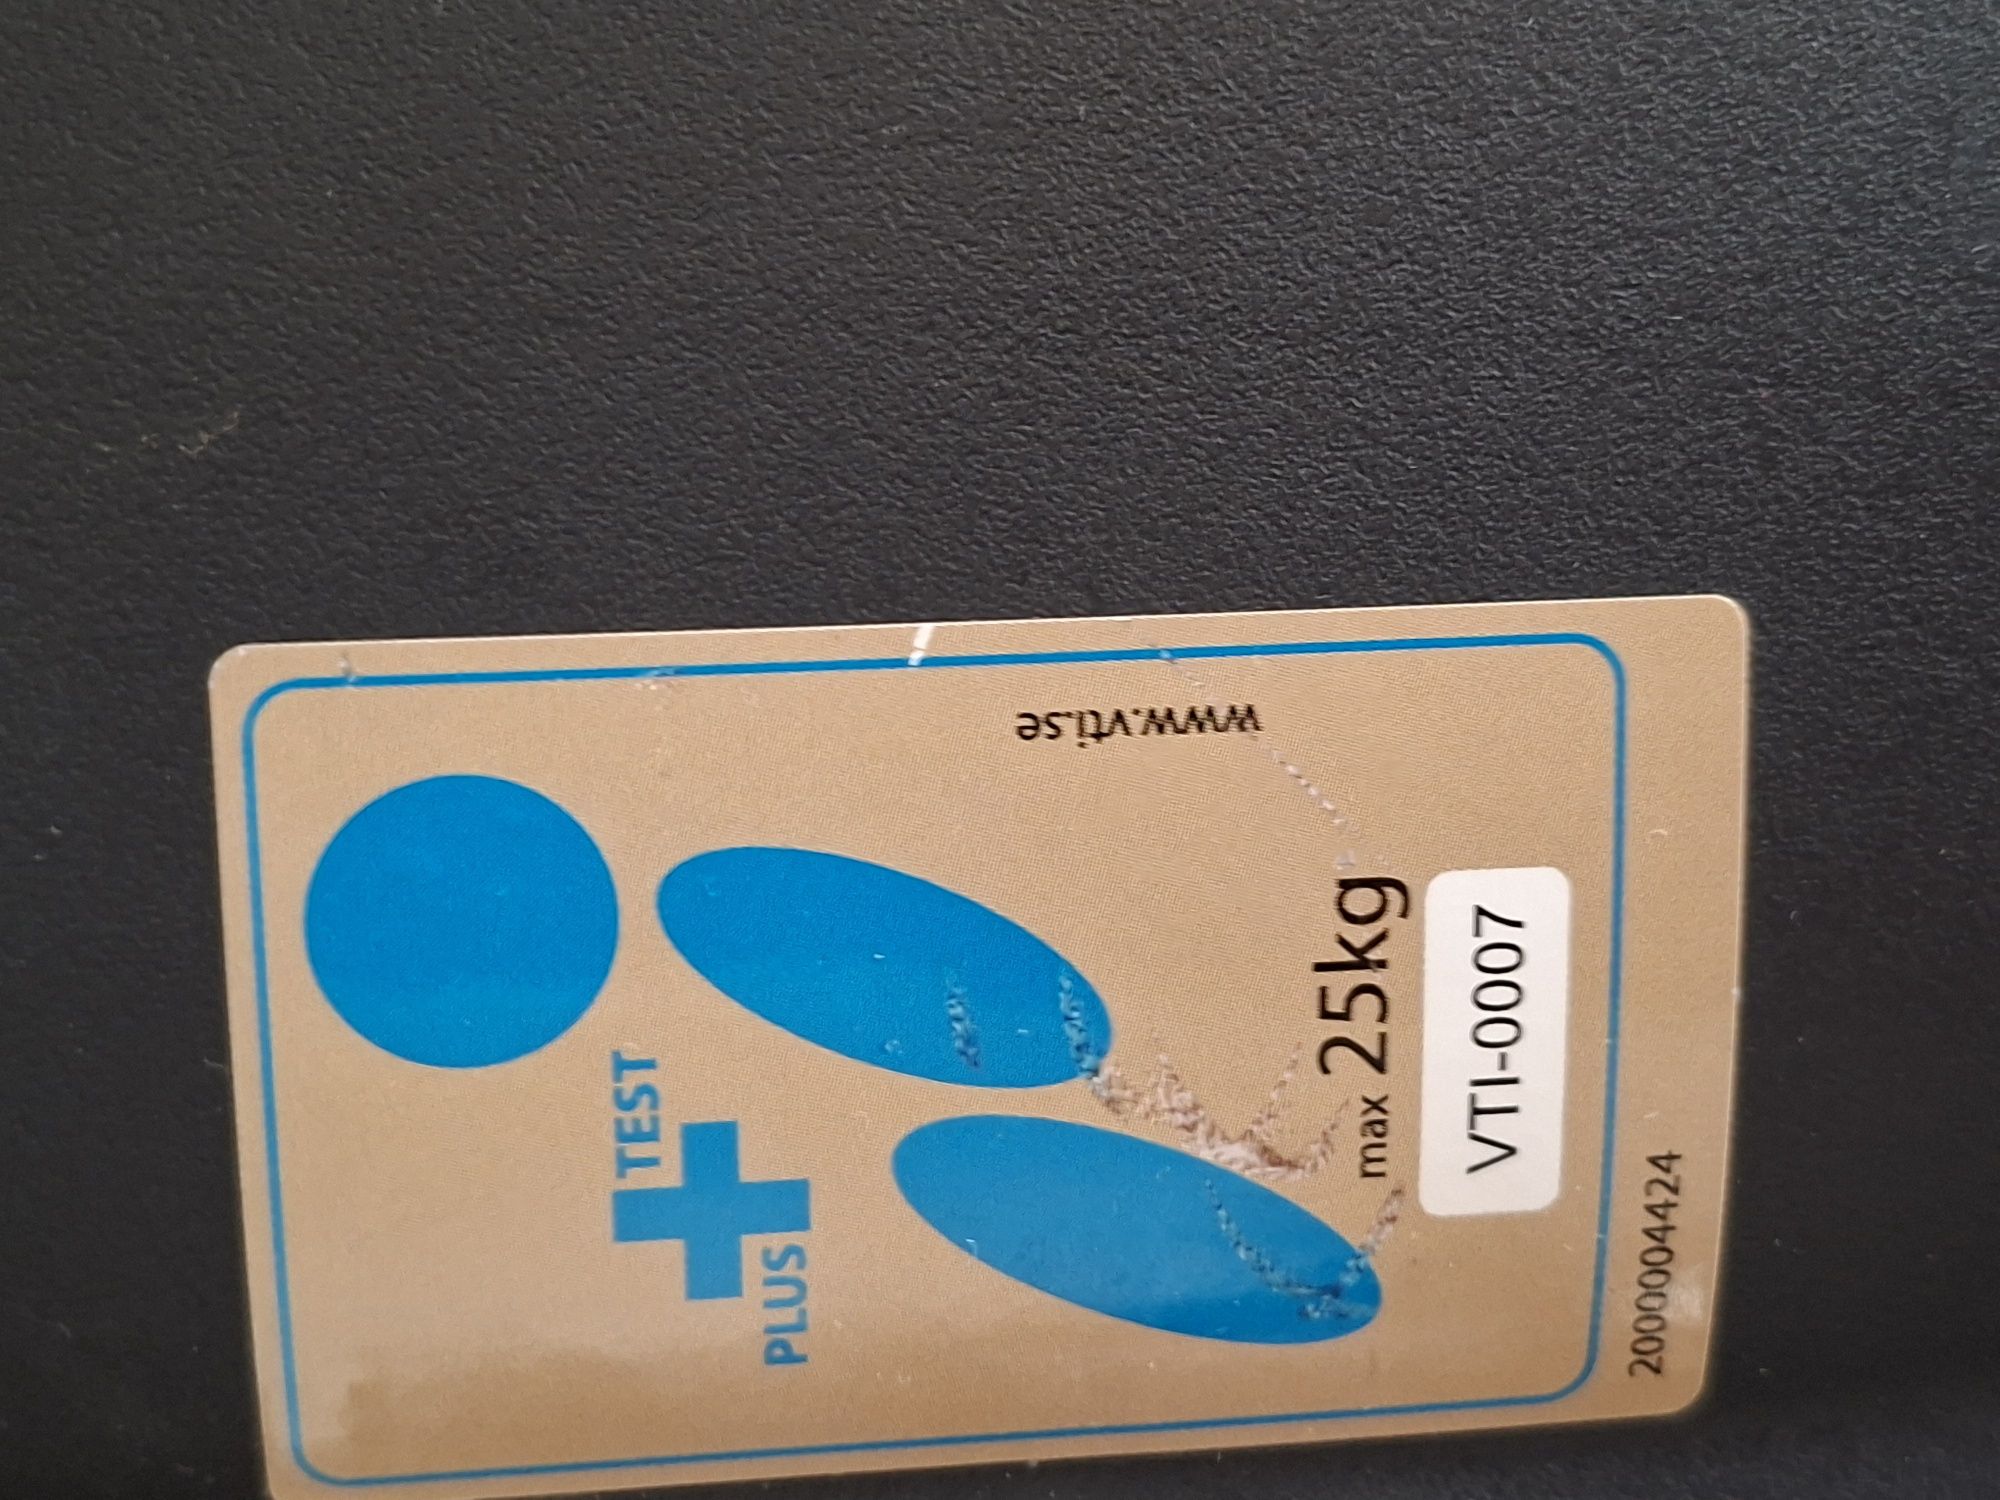 PLUS TEST
max 25kg
VTI-0007
www.vti.se
2000004424